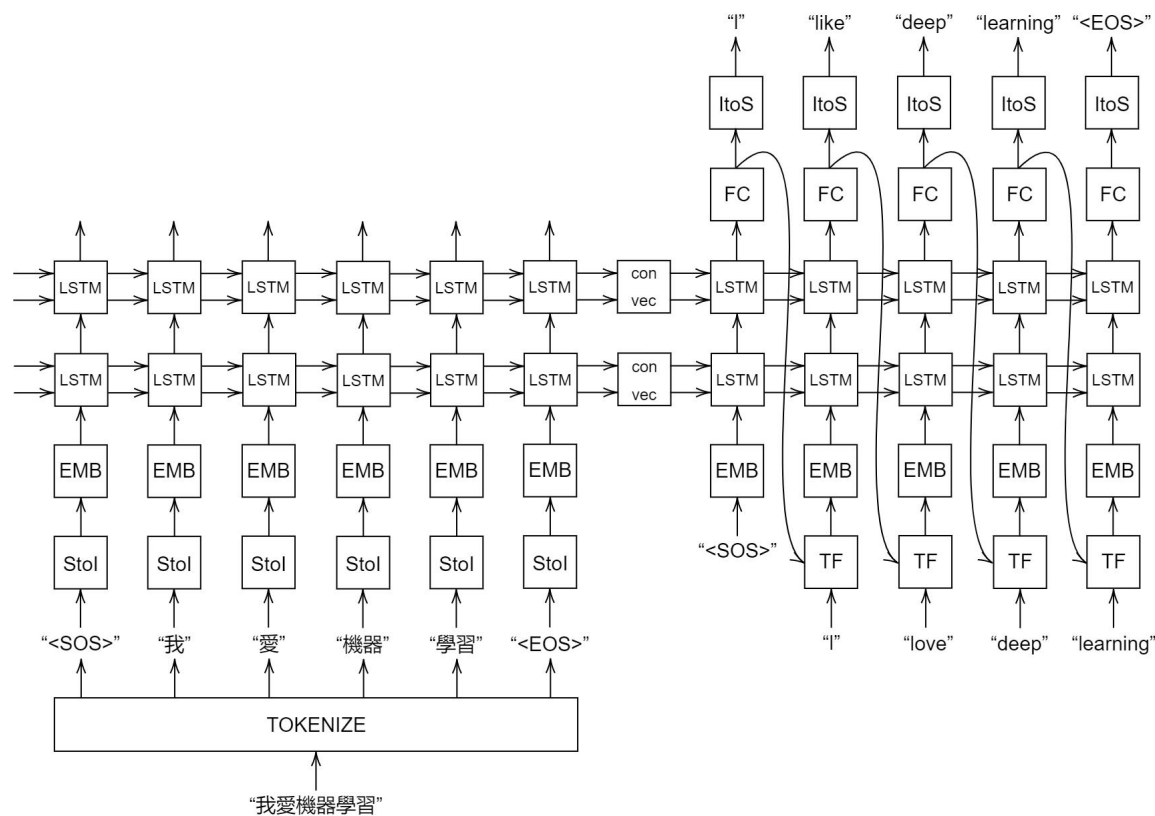 “I” “like” “deep” “learning” “<EOS>”
ItoS ItoS ItoS ItoS ItoS
FC FC FC FC FC
LSTM LSTM LSTM LSTM LSTM LSTM con vec LSTM LSTM LSTM LSTM LSTM
LSTM LSTM LSTM LSTM LSTM LSTM con vec LSTM LSTM LSTM LSTM LSTM
EMB EMB EMB EMB EMB EMB EMB EMB EMB EMB EMB
StoI StoI StoI StoI StoI StoI “<SOS>” TF TF TF TF
“<SOS>” “我” “愛” “機器” “學習” “<EOS>” “I” “love” “deep” “learning”
TOKENIZE
“我愛機器學習”